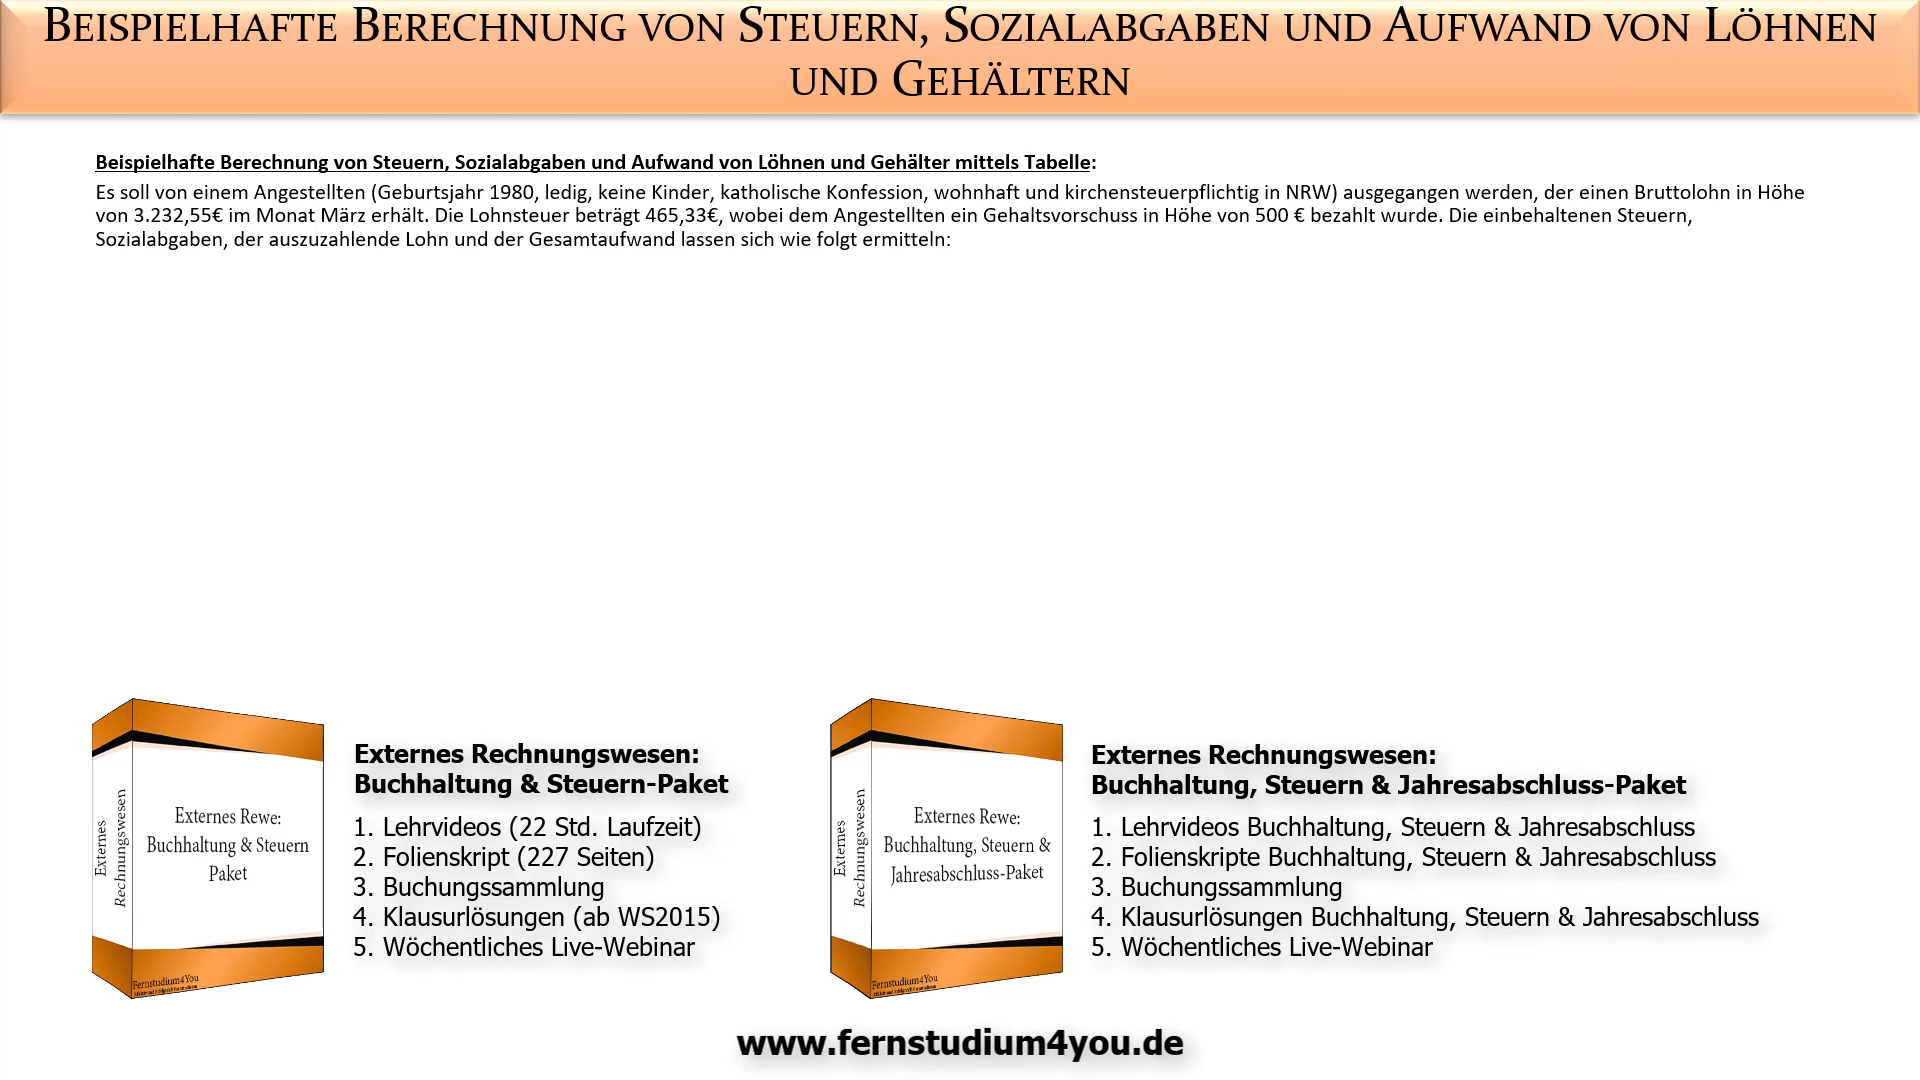 Beispielhafte Berechnung von Steuern, Sozialabgaben und Aufwand von Löhnen
und Gehältern
Beispielhafte Berechnung von Steuern, Sozialabgaben und Aufwand von Löhnen und Gehälter mittels Tabelle:
Es soll von einem Angestellten (Geburtsjahr 1980, ledig, keine Kinder, katholische Konfession, wohnhaft und kirchensteuerpflichtig in NRW) ausgegangen werden, der einen Bruttolohn in Höhe
von 3.232,55€ im Monat März erhält. Die Lohnsteuer beträgt 465,33€, wobei dem Angestellten ein Gehaltsvorschuss in Höhe von 500 € bezahlt wurde. Die einbehaltenen Steuern,
Sozialabgaben, der auszuzahlende Lohn und der Gesamtaufwand lassen sich wie folgt ermitteln:
Externes
Rechnungswesen
Externes Rewe:
Buchhaltung & Steuern
Paket
Fernstudium4You
Externes Rechnungswesen:
Buchhaltung & Steuern-Paket
1. Lehrvideos (22 Std. Laufzeit)
2. Folienskript (227 Seiten)
3. Buchungssammlung
4. Klausurlösungen (ab WS2015)
5. Wöchentliches Live-Webinar
Externes
Rechnungswesen
Externes Rewe:
Buchhaltung, Steuern &
Jahresabschluss-Paket
Fernstudium4You
Externes Rechnungswesen:
Buchhaltung, Steuern & Jahresabschluss-Paket
1. Lehrvideos Buchhaltung, Steuern & Jahresabschluss
2. Folienskripte Buchhaltung, Steuern & Jahresabschluss
3. Buchungssammlung
4. Klausurlösungen Buchhaltung, Steuern & Jahresabschluss
5. Wöchentliches Live-Webinar
www.fernstudium4you.de